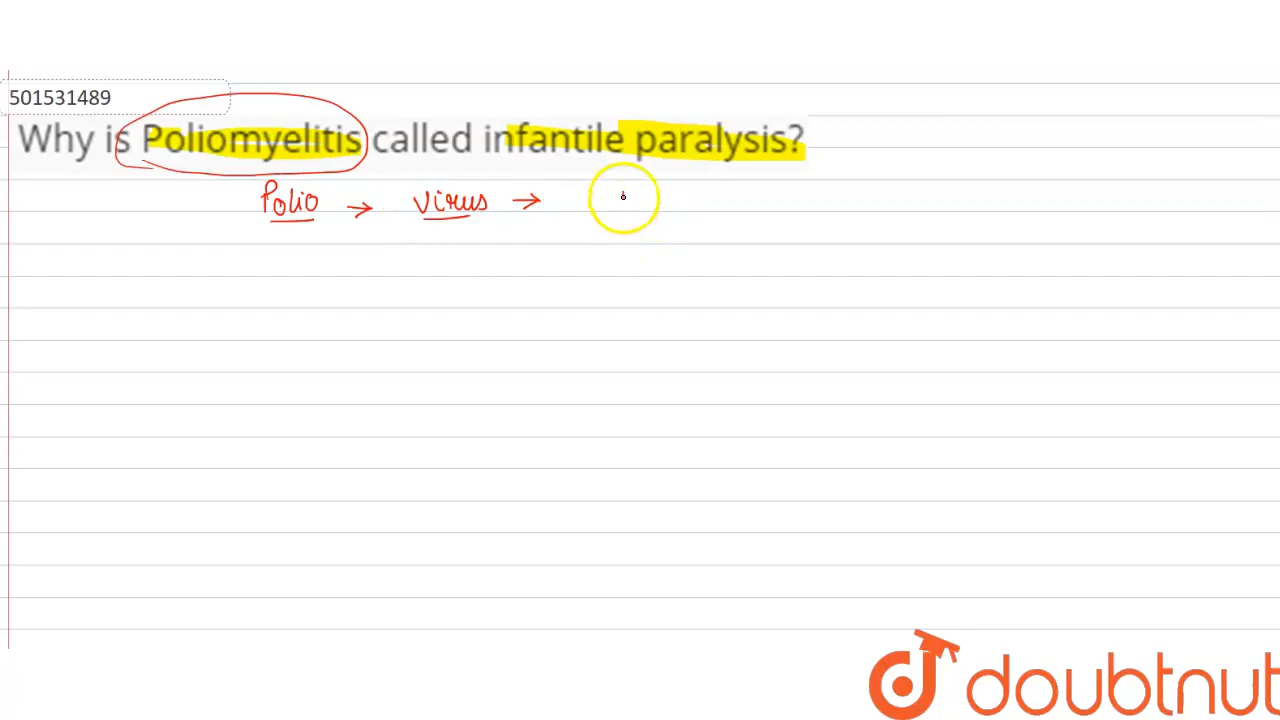 501531489
Why is Poliomyelitis called infantile paralysis?
Polio → virus →
doubtnut